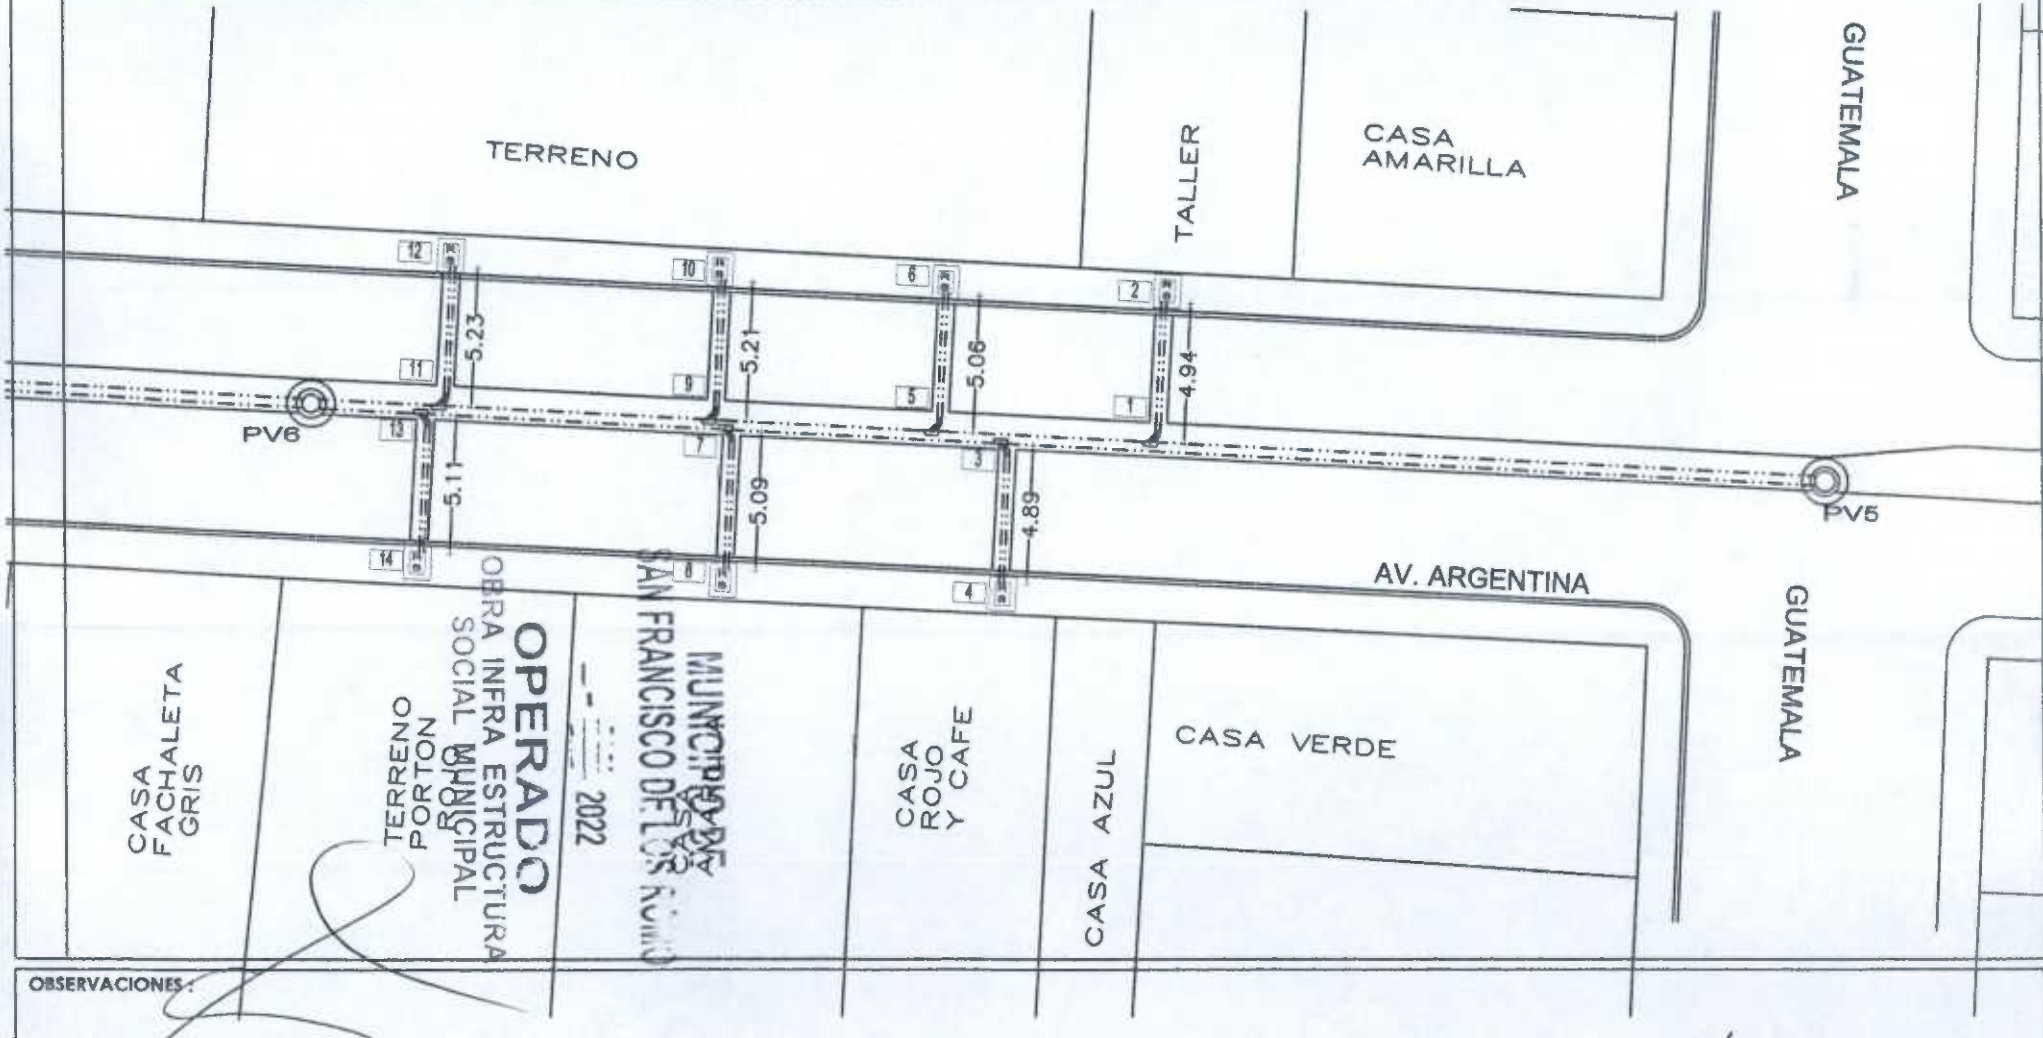 GUATEMALA
TERRENO
TALLER
CASA
AMARILLA
12
10
6
2
5.23
5.21
5.06
4.94
11
9
5
1
PV6
13
7
3
PV5
5.11
5.09
4.89
14
8
4
AV. ARGENTINA
GUATEMALA
CASA
FACHALETA
GRIS
TERRENO
PORTON
ROJO
OBRA INFRA ESTRUCTURA
SOCIAL MUNICIPAL
OPERADO
2022
SAN FRANCISCO DE LOS ROMO
CASA
AMARILLA
CASA
ROJO
Y CAFE
CASA AZUL
CASA VERDE
OBSERVACIONES :